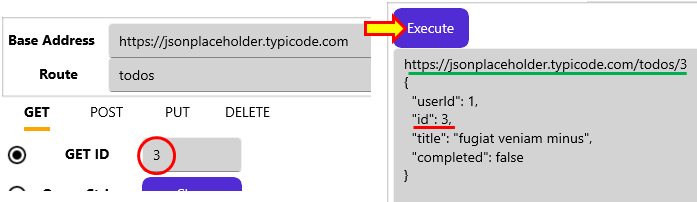 Base Address
https://jsonplaceholder.typicode.com
Route
todos
GET
POST
PUT
DELETE
GET ID
3
Execute
https://jsonplaceholder.typicode.com/todos/3
{
"userId": 1,
"id": 3,
"title": "fugiat veniam minus",
"completed": false
}